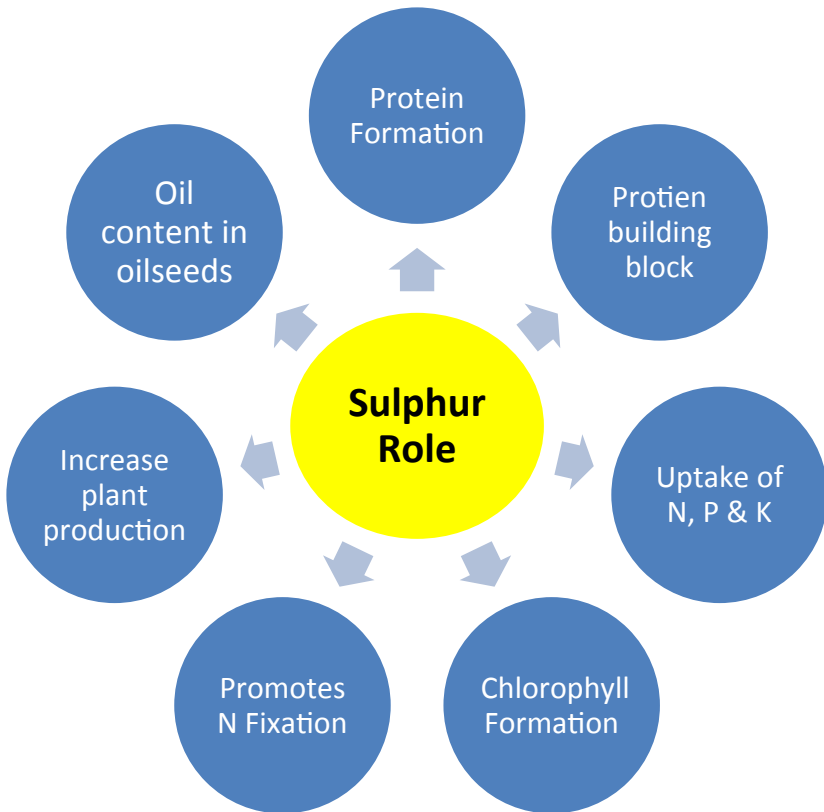 Protein
Formation
Protien
building
block
Uptake of
N, P & K
Chlorophyll
Formation
Promotes
N Fixation
Increase
plant
production
Oil
content in
oilseeds
Sulphur
Role